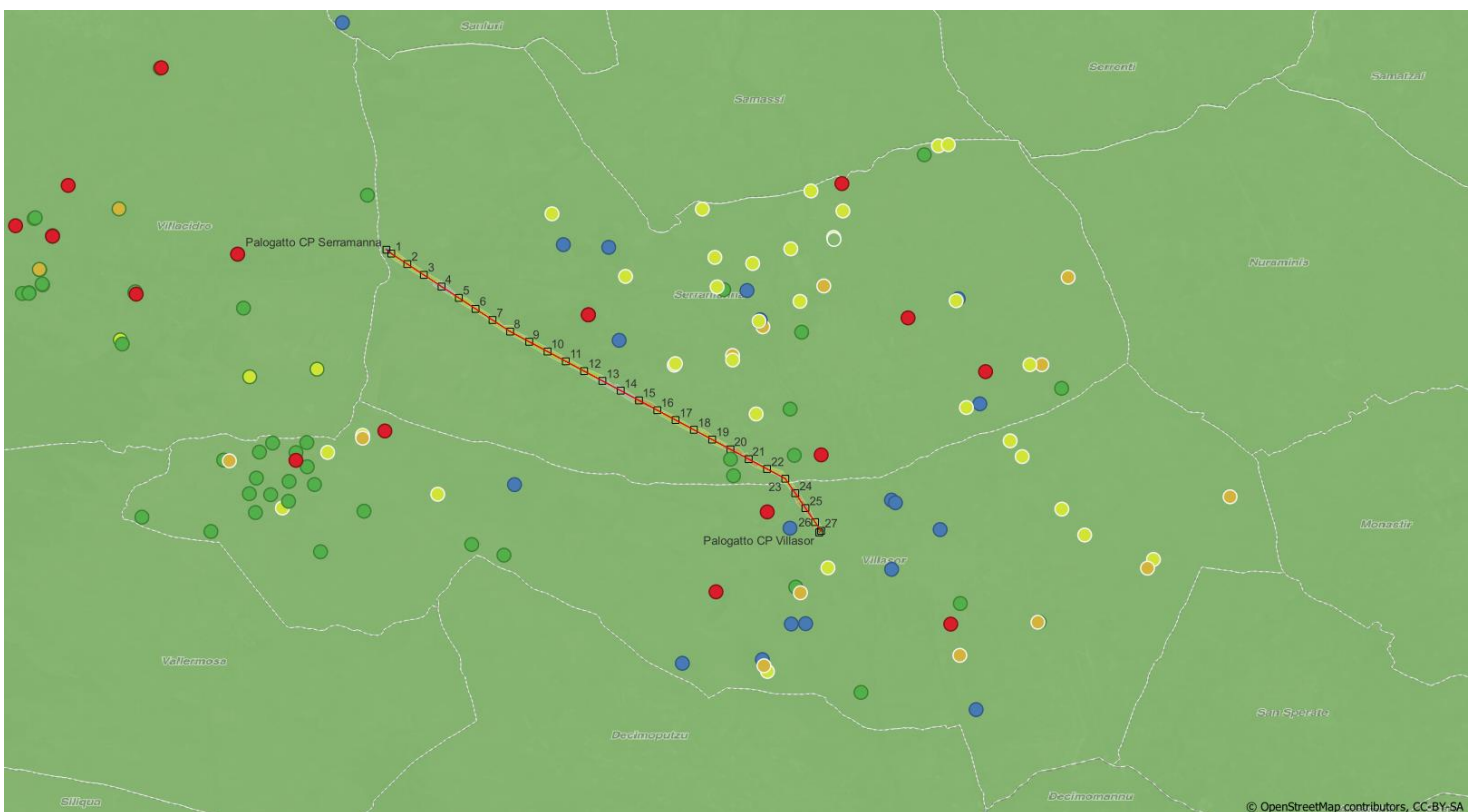 Sanluri
Serrenti
Samatzai
Samassi
Villacidro
Palogatto CP Serramanna
1
2
3
4
5
6
7
8
9
10
11
12
13
14
15
16
17
18
19
20
21
22
23
24
25
26
27
Nuraminis
Palogatto CP Villasor
Villasor
Monastir
Vallermosa
Decimoputzu
San Sperate
Siliqua
Decimomannu
© OpenStreetMap contributors, CC-BY-SA